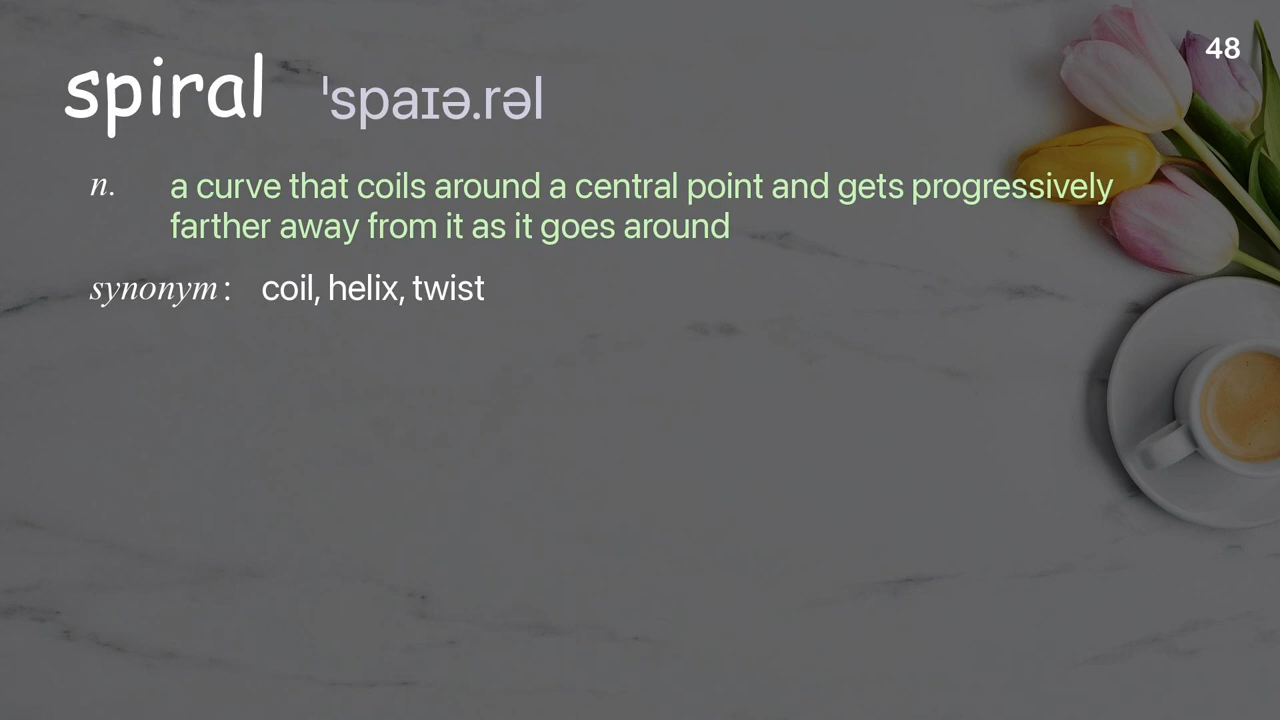 48
spiral ˈspaɪə.rəl
n. a curve that coils around a central point and gets progressively
farther away from it as it goes around
synonym: coil, helix, twist